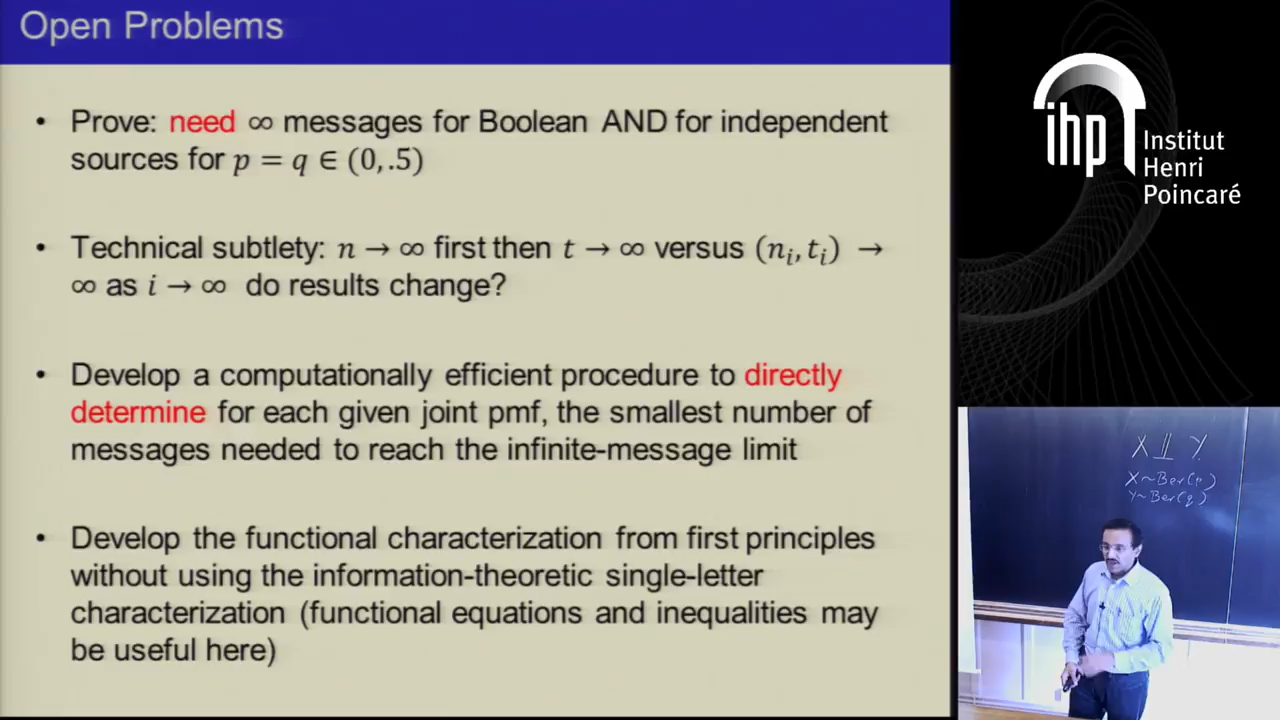 Open Problems
• Prove: need ∞ messages for Boolean AND for independent
sources for p = q ∈ (0, .5)
• Technical subtlety: n → ∞ first then t → ∞ versus (nᵢ, tᵢ) →
∞ as i → ∞ do results change?
• Develop a computationally efficient procedure to directly
determine for each given joint pmf, the smallest number of
messages needed to reach the infinite-message limit
• Develop the functional characterization from first principles
without using the information-theoretic single-letter
characterization (functional equations and inequalities may
be useful here)
ihp
Institut
Henri
Poincaré
X ⫫ Y
X~Ber(p)
Y~Ber(q)